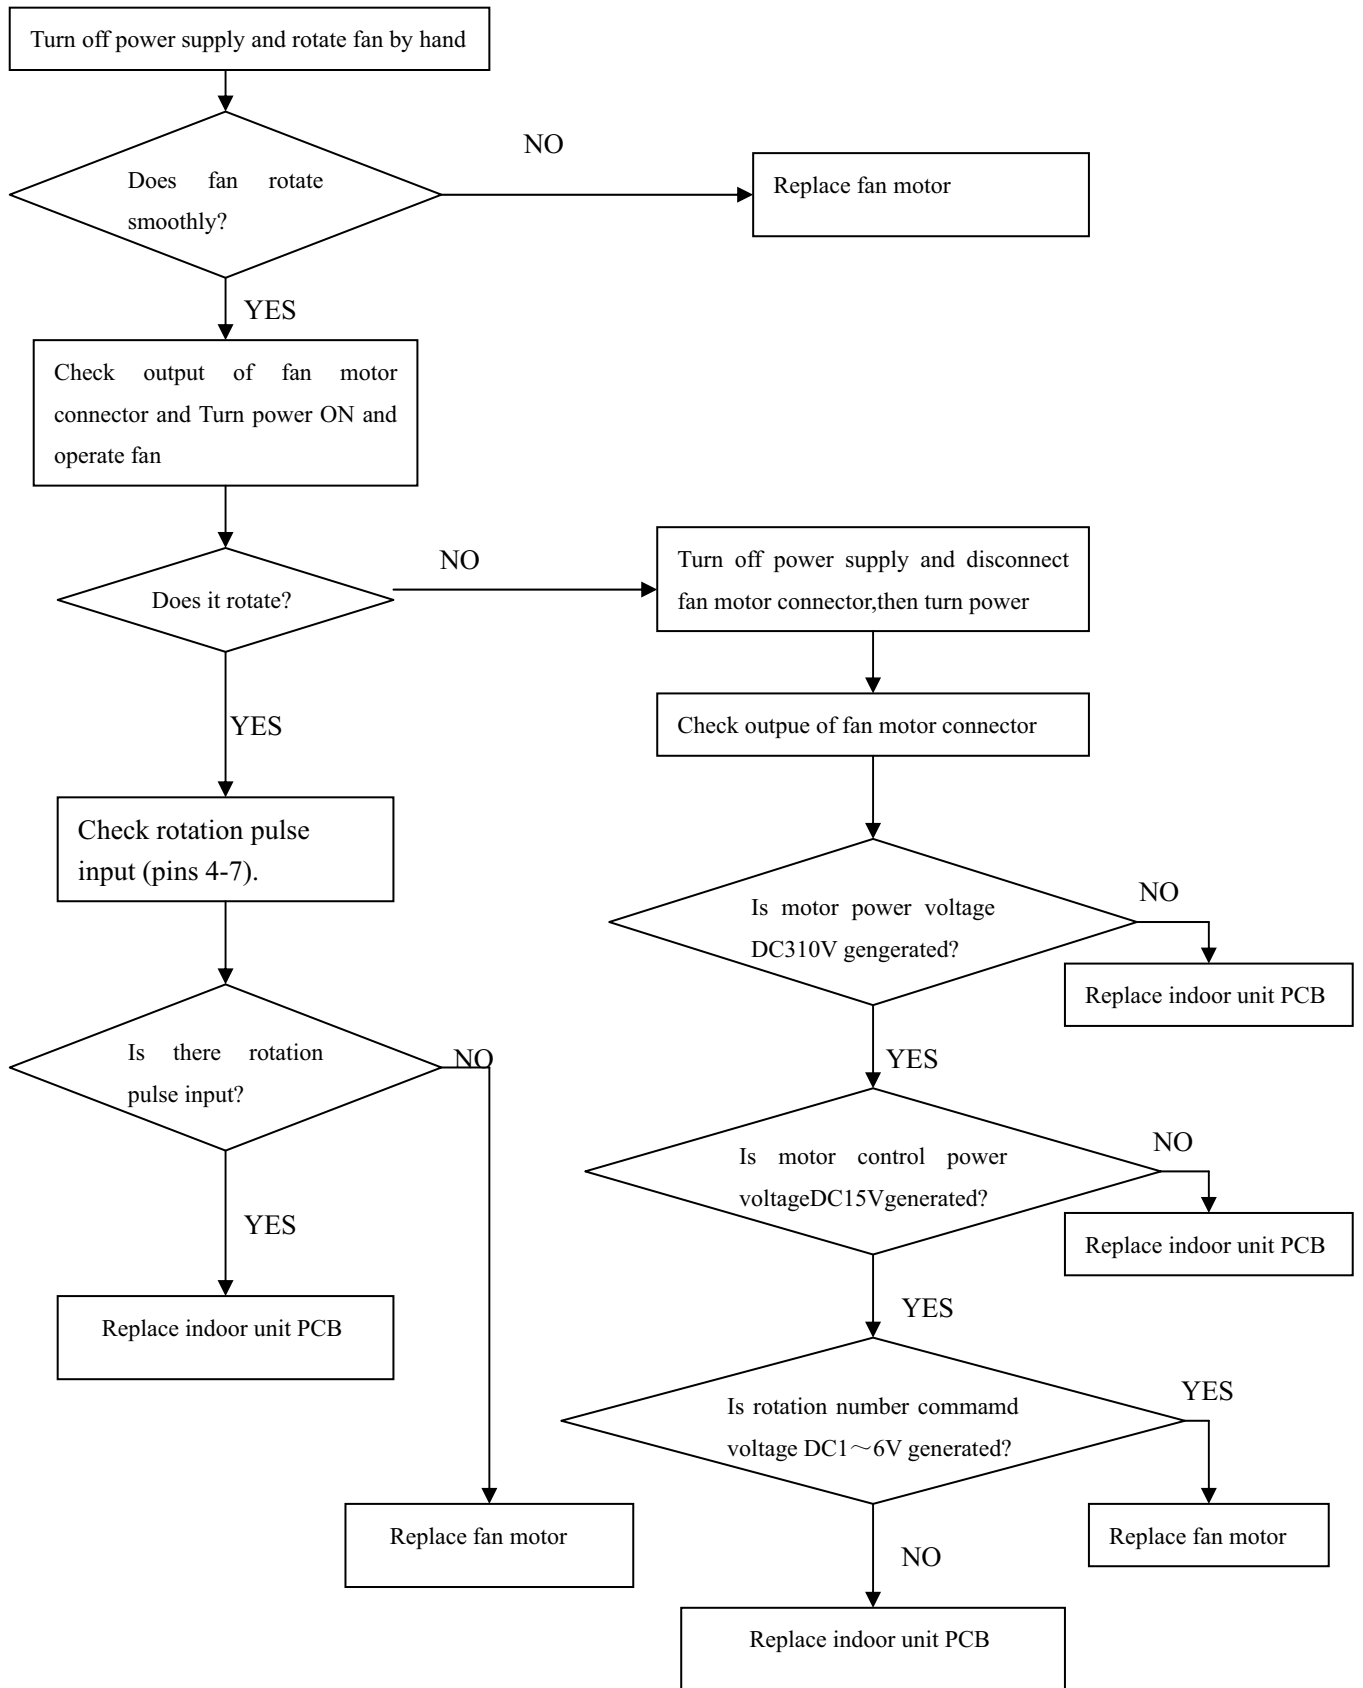 Turn off power supply and rotate fan by hand
NO
Does fan rotate
smoothly?
Replace fan motor
YES
Check output of fan motor
connector and Turn power ON and
operate fan
NO
Turn off power supply and disconnect
fan motor connector,then turn power
Does it rotate?
YES
Check outpue of fan motor connector
Check rotation pulse
input (pins 4-7).
NO
Is motor power voltage
DC310V gengerated?
Replace indoor unit PCB
Is there rotation
pulse input?
NO
YES
NO
Is motor control power
voltageDC15Vgenerated?
Replace indoor unit PCB
YES
Replace indoor unit PCB
YES
YES
Is rotation number commamd
voltage DC1～6V generated?
Replace fan motor
Replace fan motor
NO
Replace indoor unit PCB